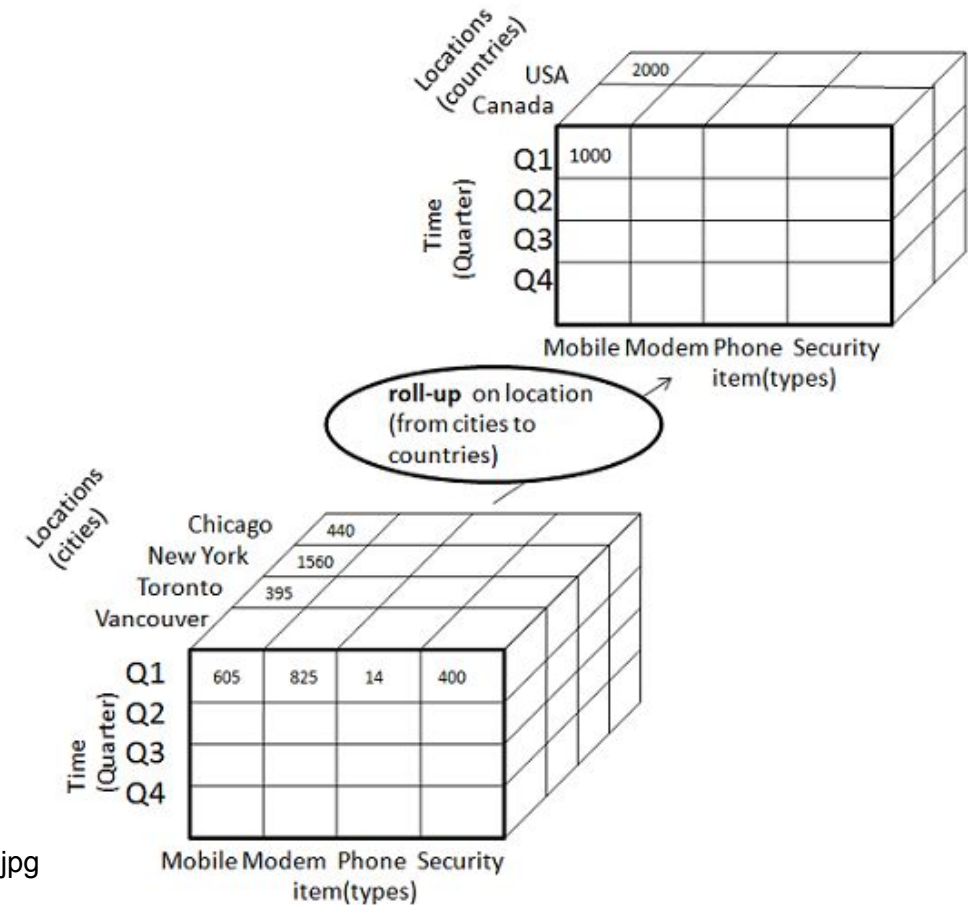 Locations
(countries)
USA
Canada
2000
Time
(Quarter)
Q1
Q2
Q3
Q4
1000
Mobile Modem Phone Security
item(types)
roll-up on location
(from cities to
countries)
Locations
(cities)
Chicago
New York
Toronto
Vancouver
440
1560
395
Time
(Quarter)
Q1
Q2
Q3
Q4
605 825 14 400
Mobile Modem Phone Security
item(types)
jpg